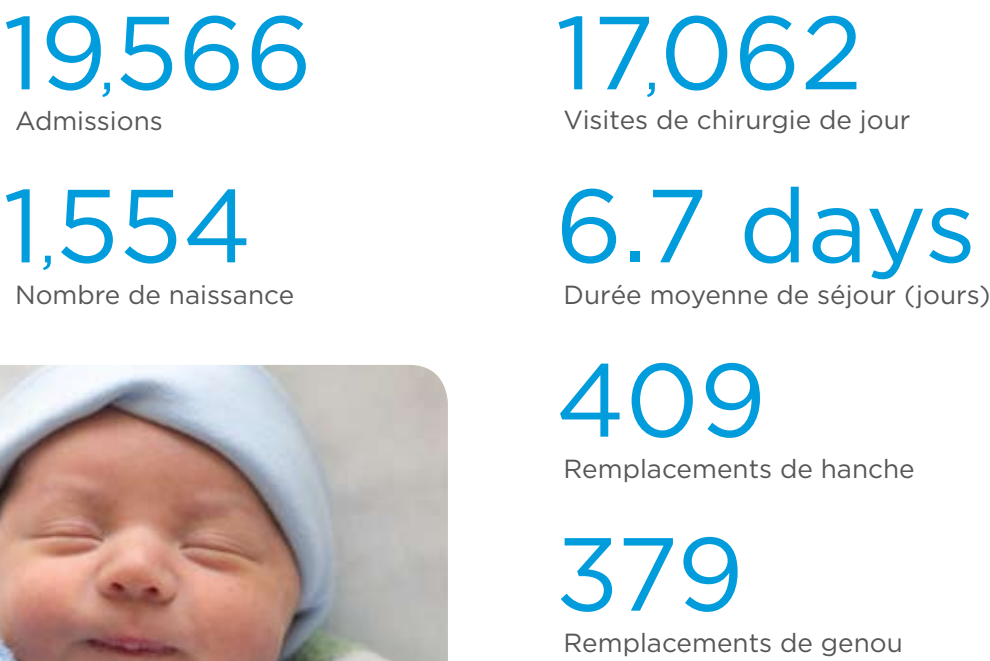 19,566
Admissions
1,554
Nombre de naissance
17,062
Visites de chirurgie de jour
6.7 days
Durée moyenne de séjour (jours)
409
Remplacements de hanche
379
Remplacements de genou